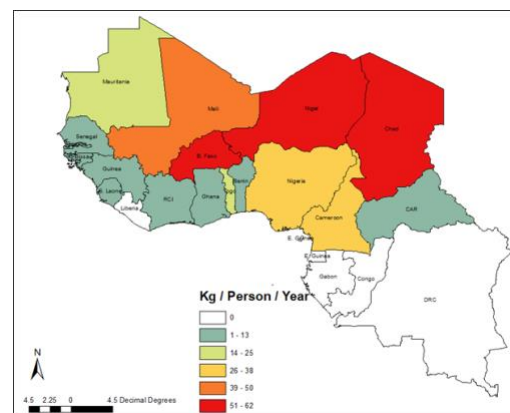 Mauritania
Mali
Niger
Chad
Senegal
B. Faso
Guinea
Benin
Nigeria
S. Leone
RCI
Ghana
Togo
Liberia
Cameroon
CAR
E. Guinea
E. Guinea
Gabon
Congo
DRC
Kg / Person / Year
0
1 - 13
14 - 25
26 - 38
39 - 50
51 - 62
N
4.5 2.25 0 4.5 Decimal Degrees